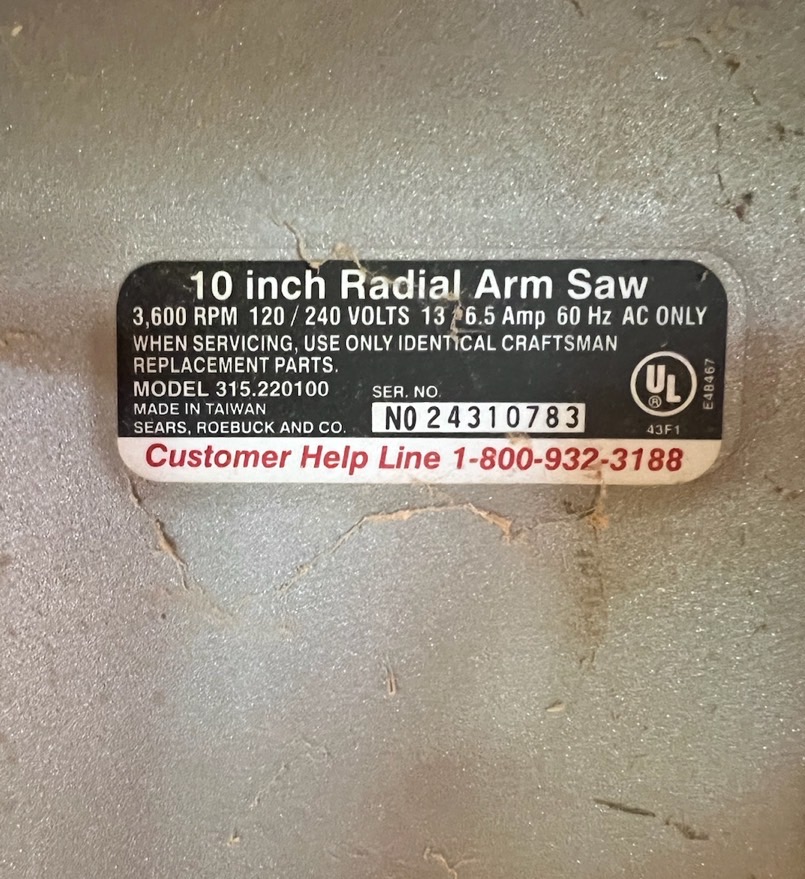 10 inch Radial Arm Saw
3,600 RPM 120 / 240 VOLTS 13 / 6.5 Amp 60 Hz AC ONLY
WHEN SERVICING, USE ONLY IDENTICAL CRAFTSMAN
REPLACEMENT PARTS.
MODEL 315.220100
MADE IN TAIWAN
SEARS, ROEBUCK AND CO.
SER. NO.
NO 24310783
UL
®
E48467
43F1
Customer Help Line 1-800-932-3188